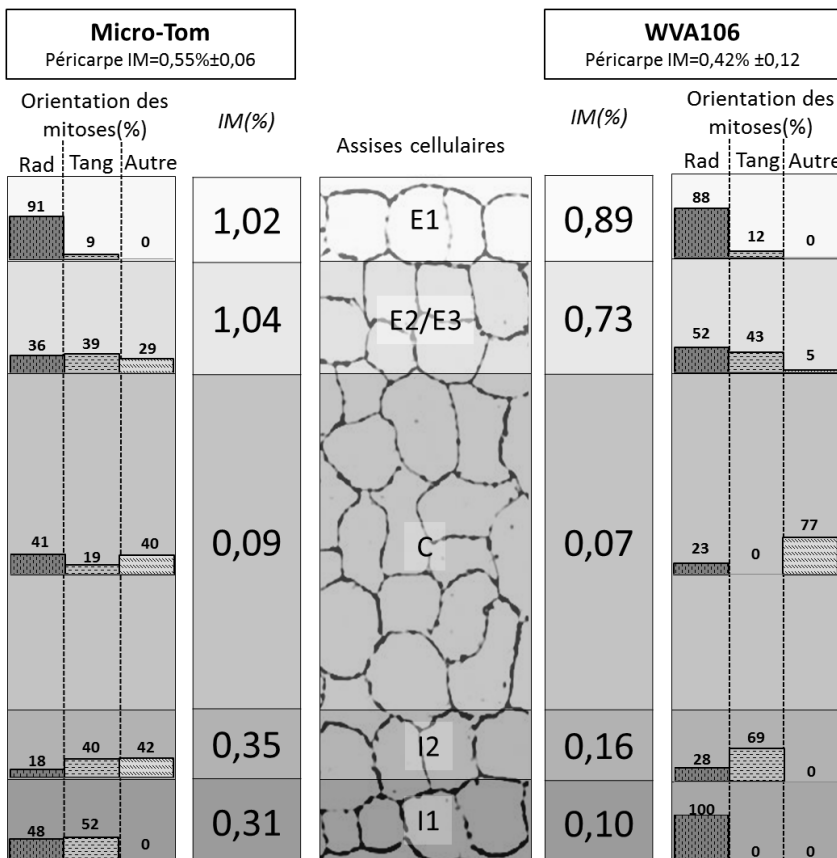 Micro-Tom
Péricarpe IM=0,55%±0,06
WVA106
Péricarpe IM=0,42% ±0,12
Orientation des
mitoses(%)
IM(%)
Assises cellulaires
IM(%)
Orientation des
mitoses(%)
Rad Tang Autre
Rad Tang Autre
91 9 0
1,02
E1
0,89
88 12 0
36 39 29
1,04
E2/E3
0,73
52 43 5
41 19 40
0,09
C
0,07
23 0 77
18 40 42
0,35
I2
0,16
28 69 0
48 52 0
0,31
I1
0,10
100 0 0